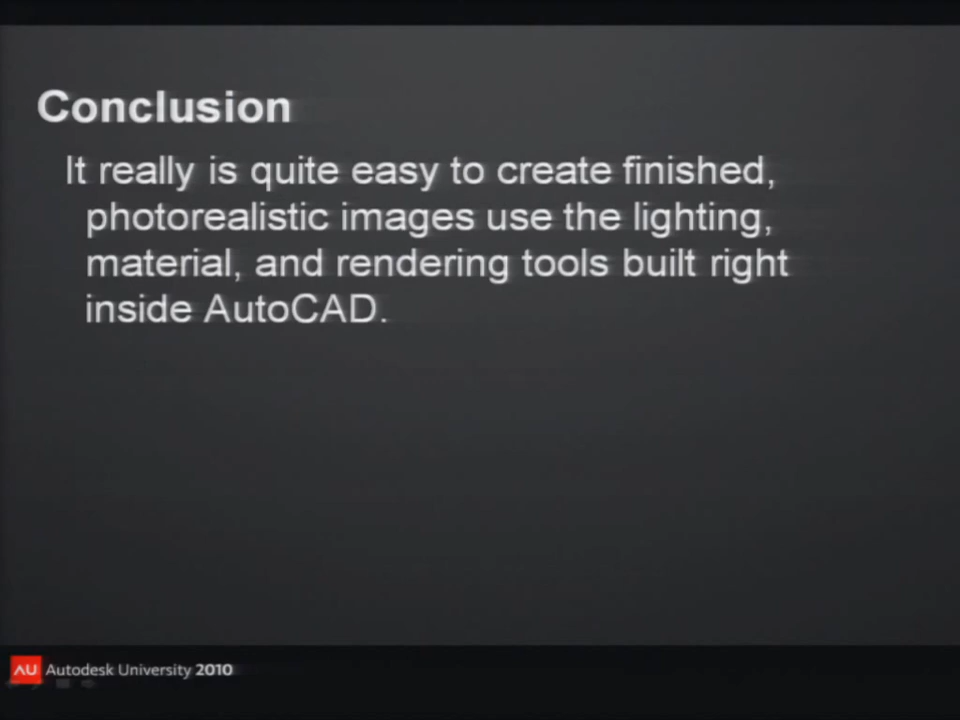 Conclusion
It really is quite easy to create finished,
photorealistic images use the lighting,
material, and rendering tools built right
inside AutoCAD.
AU Autodesk University 2010